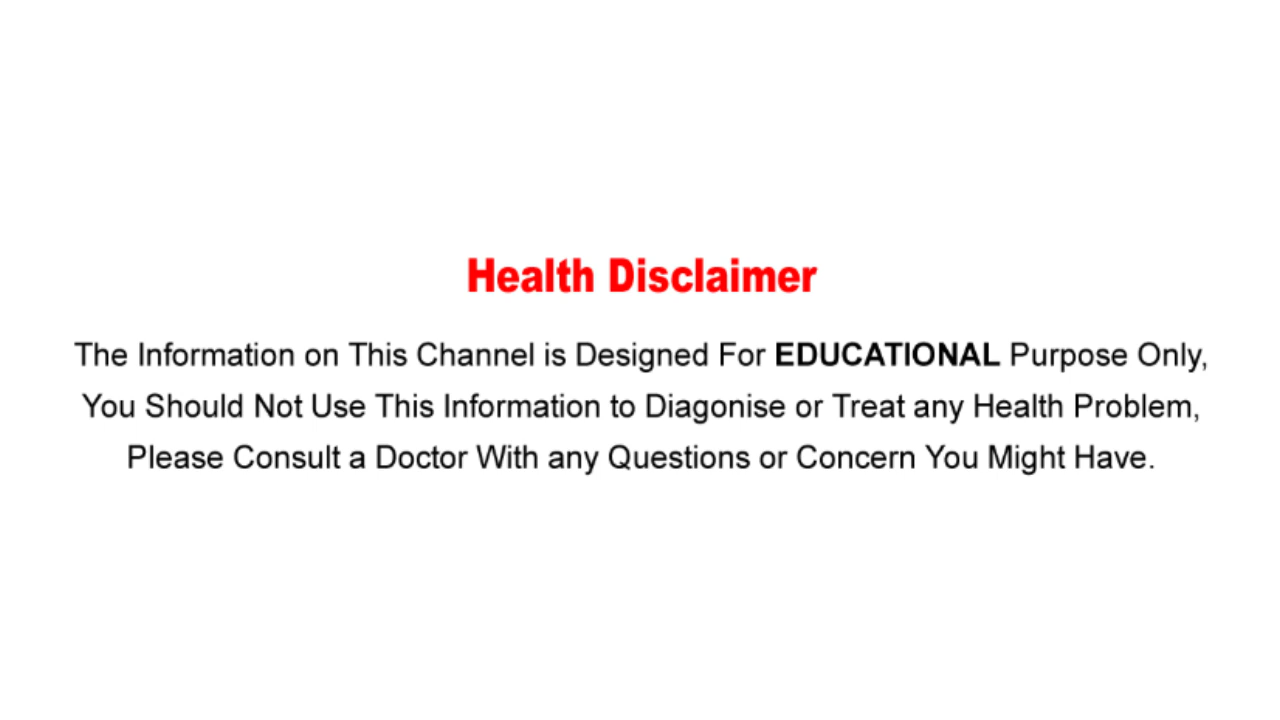 Health Disclaimer
The Information on This Channel is Designed For EDUCATIONAL Purpose Only,
You Should Not Use This Information to Diagonise or Treat any Health Problem,
Please Consult a Doctor With any Questions or Concern You Might Have.